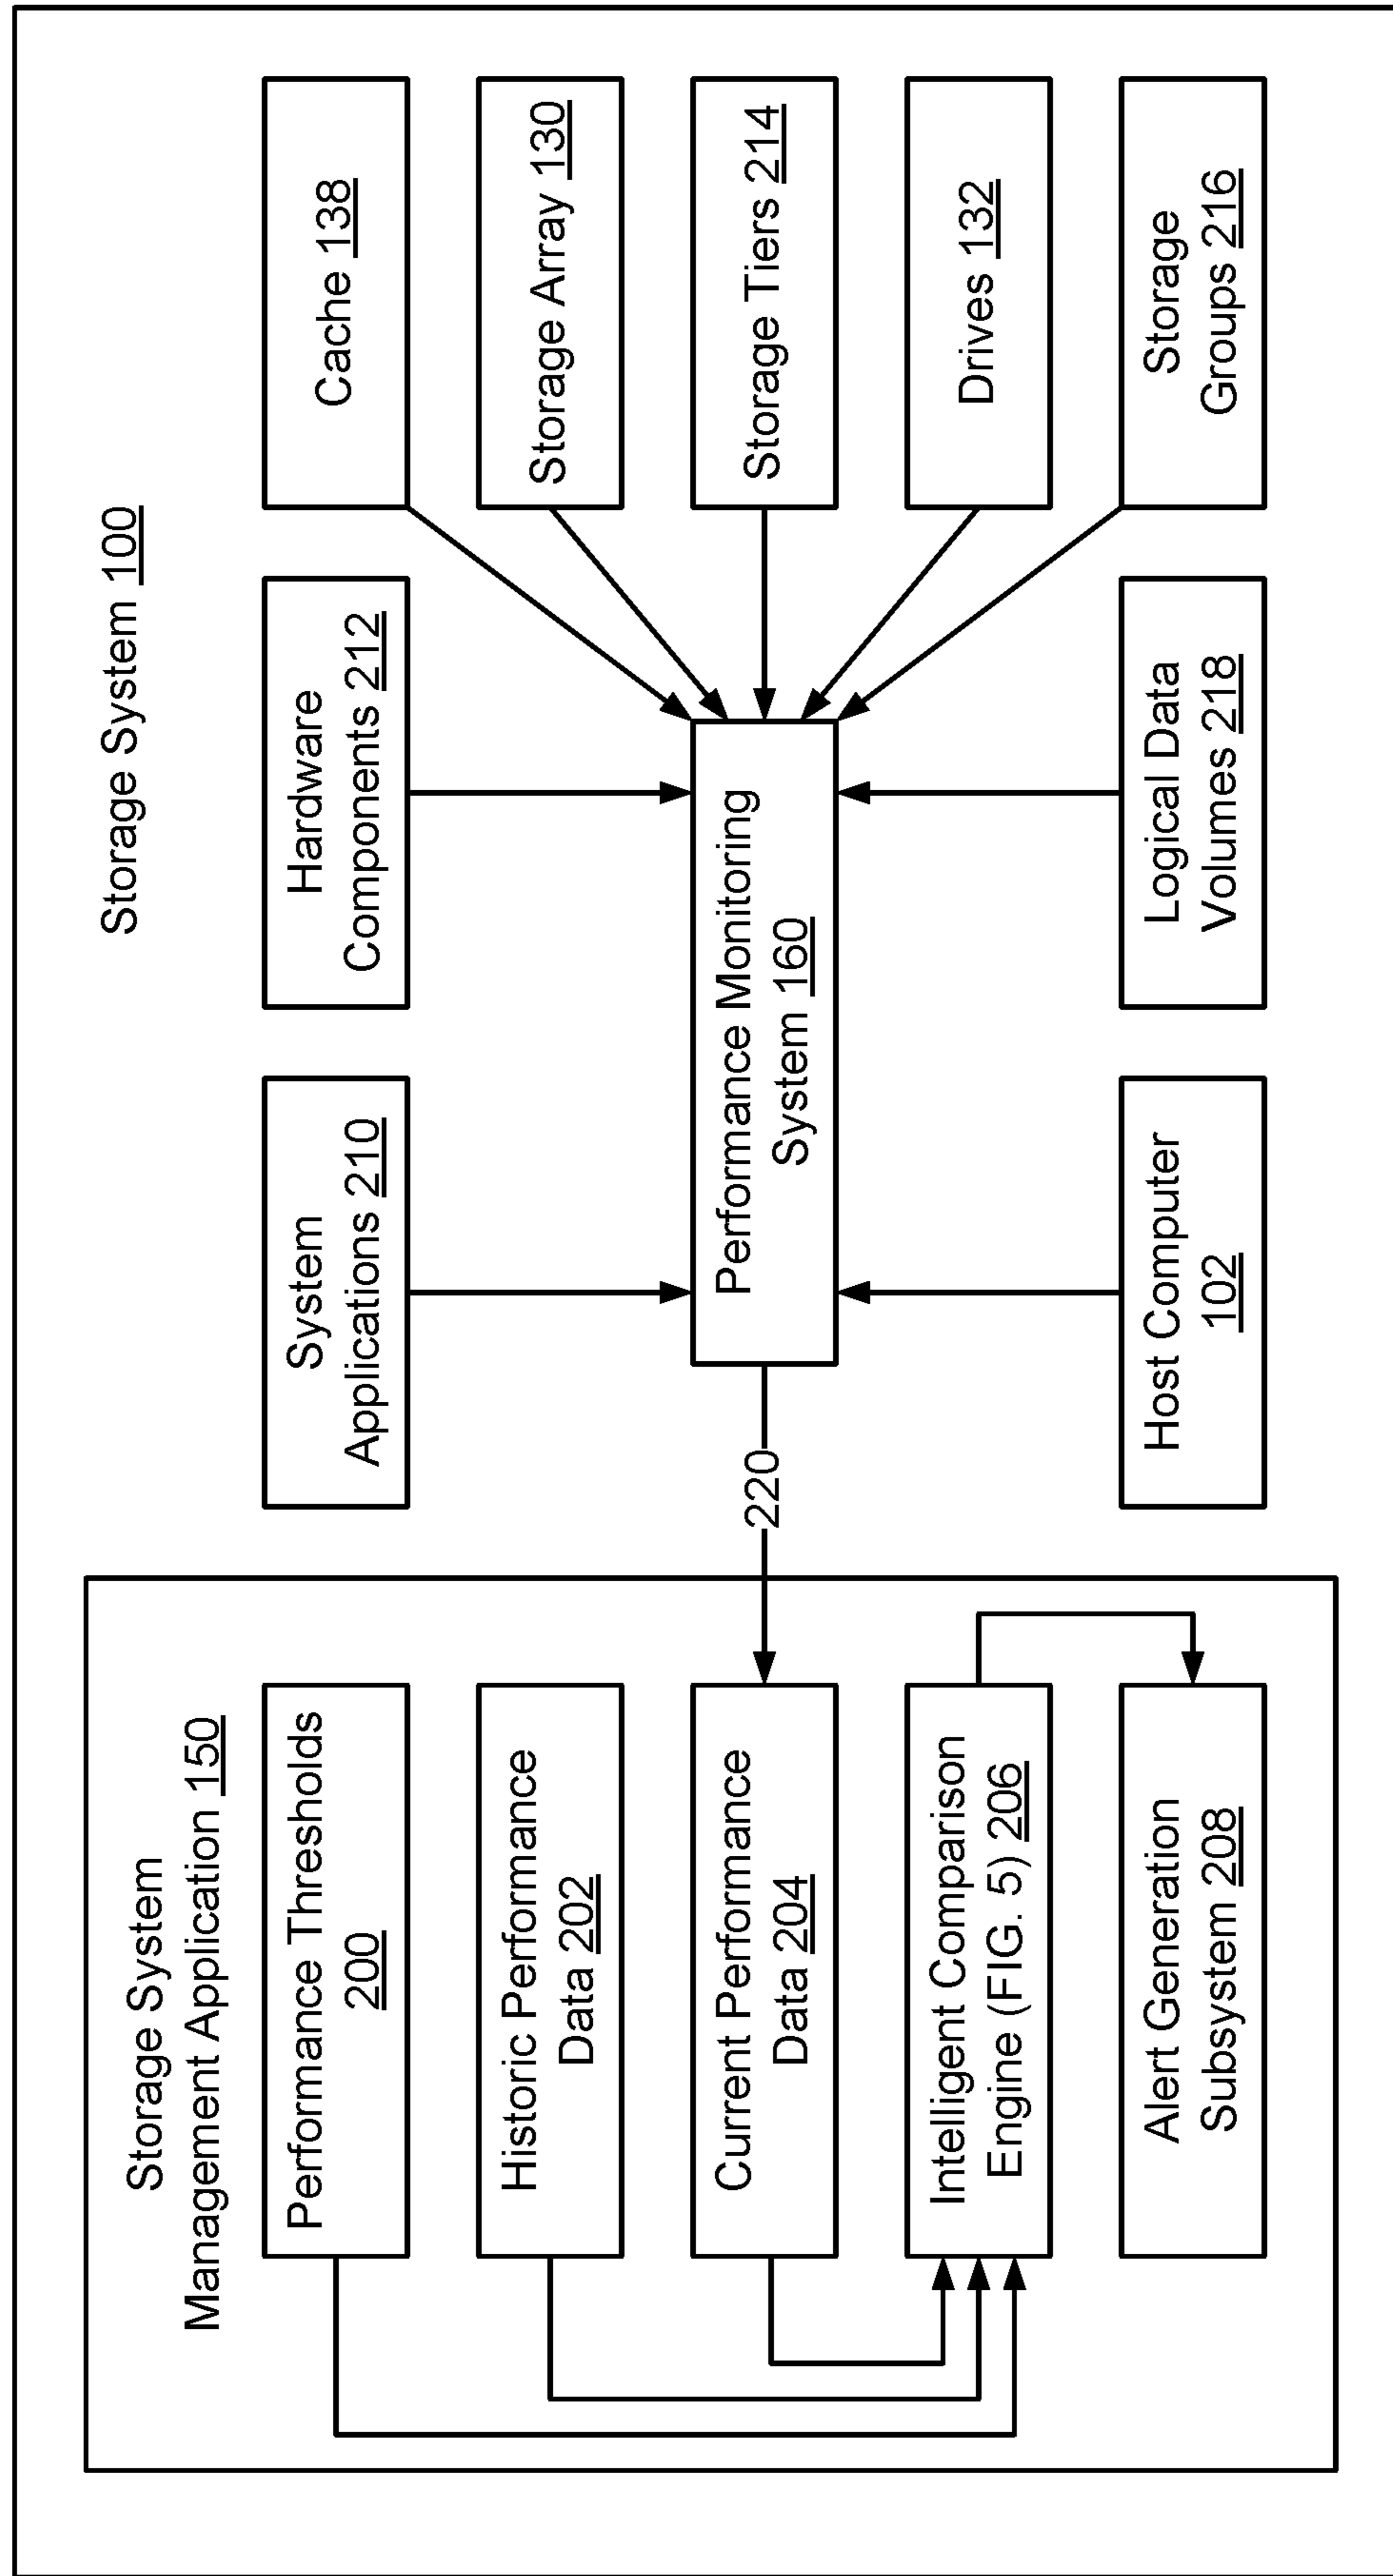 Storage System 100
Storage System
Management Application 150
Performance Thresholds
200
Historic Performance
Data 202
Current Performance
Data 204
Intelligent Comparison
Engine (FIG. 5) 206
Alert Generation
Subsystem 208
220
System
Applications 210
Hardware
Components 212
Cache 138
Storage Array 130
Storage Tiers 214
Drives 132
Storage
Groups 216
Performance Monitoring
System 160
Host Computer
102
Logical Data
Volumes 218